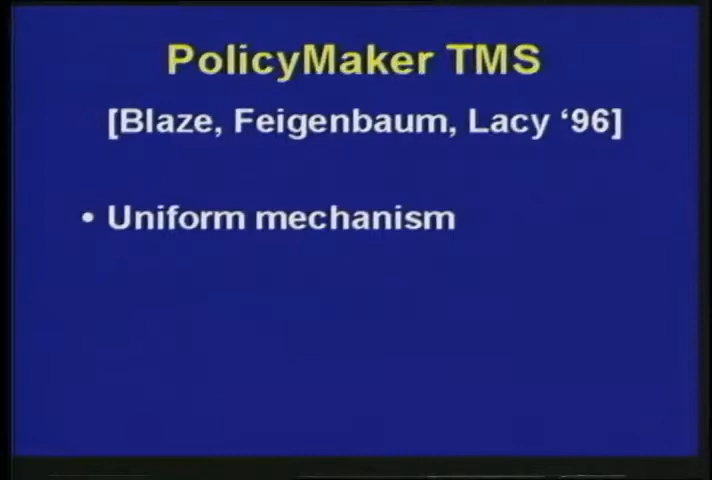 PolicyMaker TMS
[Blaze, Feigenbaum, Lacy ‘96]
• Uniform mechanism